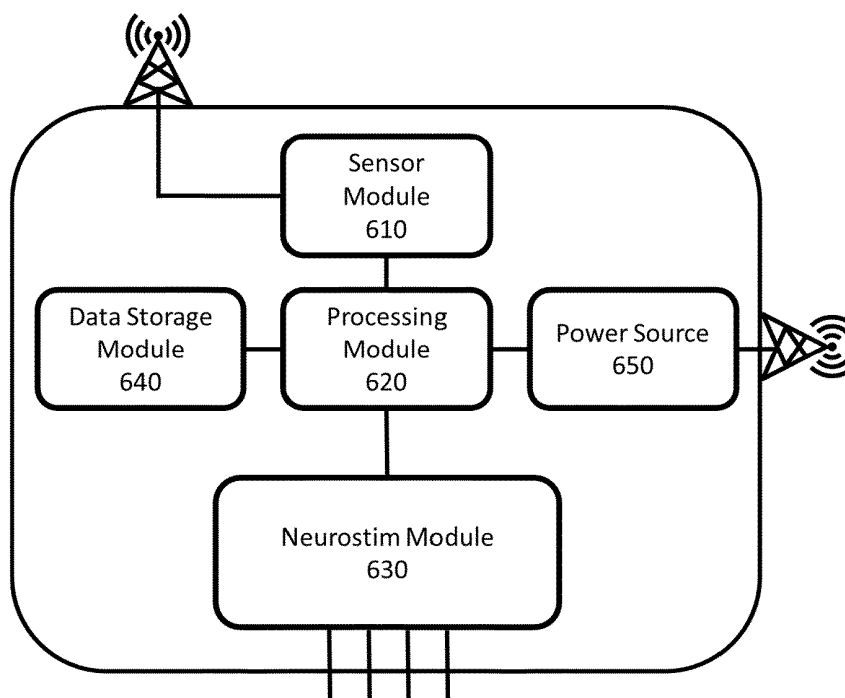 Sensor
Module
610
Data Storage
Module
640
Processing
Module
620
Power Source
650
Neurostim Module
630